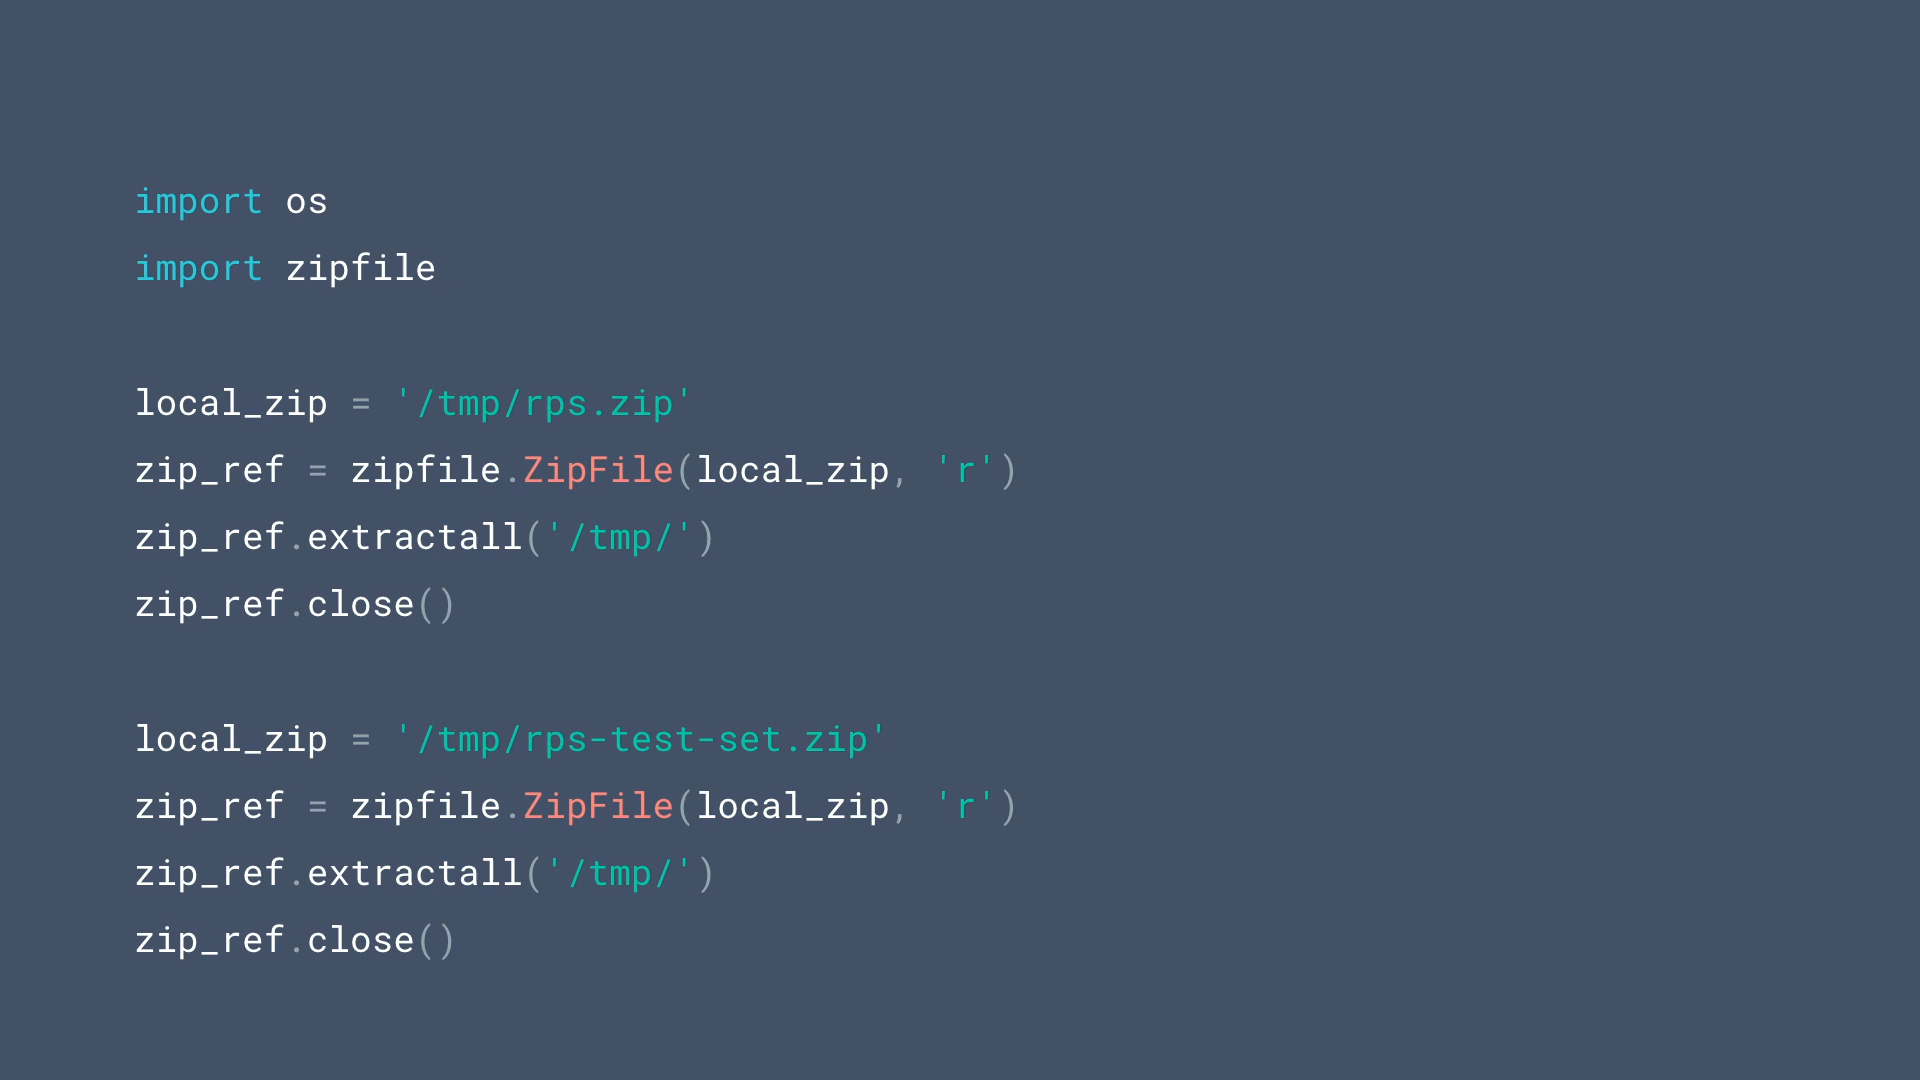 import os
import zipfile
local_zip = '/tmp/rps.zip'
zip_ref = zipfile.ZipFile(local_zip, 'r')
zip_ref.extractall('/tmp/')
zip_ref.close()
local_zip = '/tmp/rps-test-set.zip'
zip_ref = zipfile.ZipFile(local_zip, 'r')
zip_ref.extractall('/tmp/')
zip_ref.close()